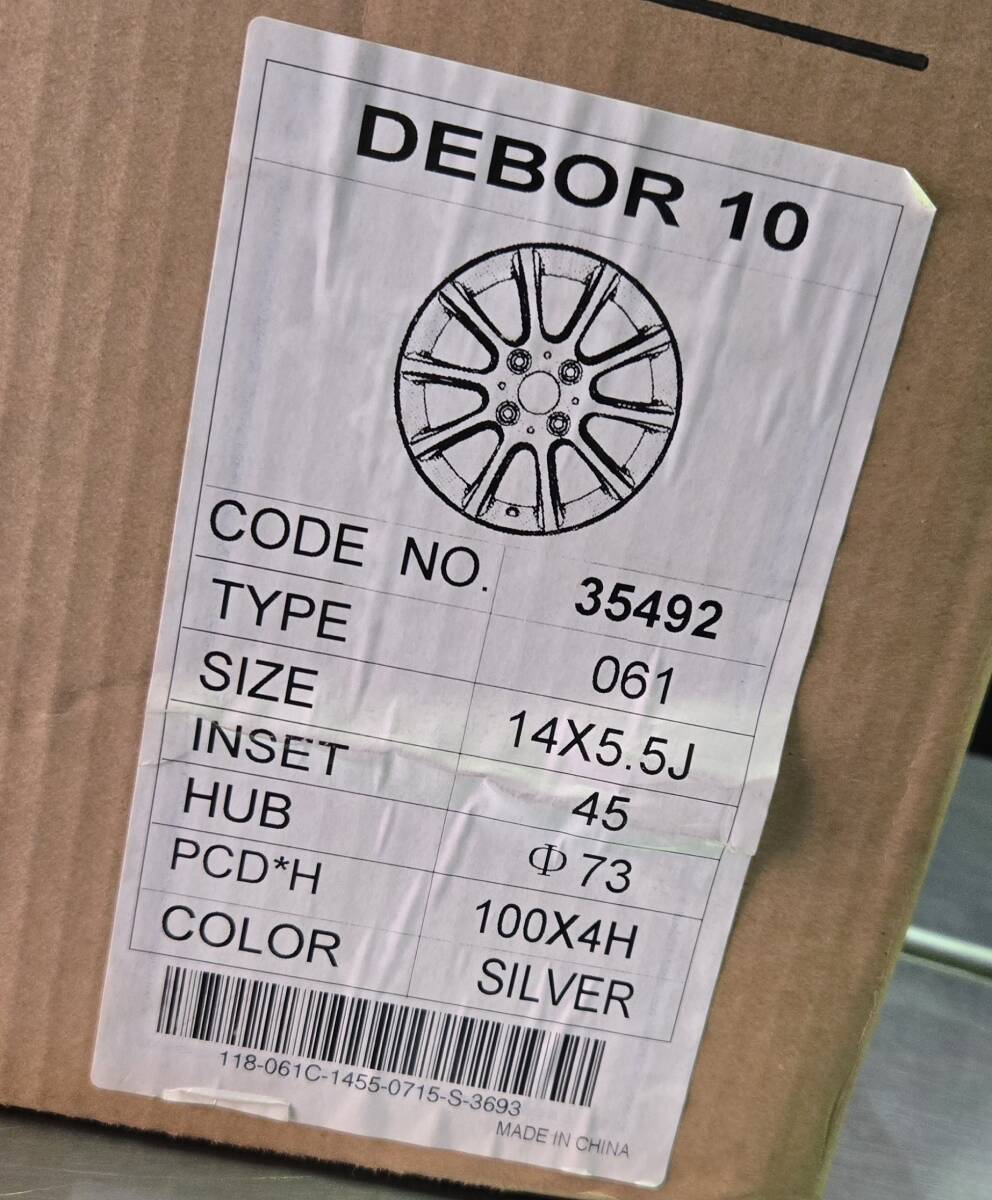 DEBOR 10
CODE NO. 35492
TYPE 061
SIZE 14X5.5J
INSET 45
HUB Φ 73
PCD*H 100X4H
COLOR SILVER
118-061C-1455-0715-S-3693
MADE IN CHINA